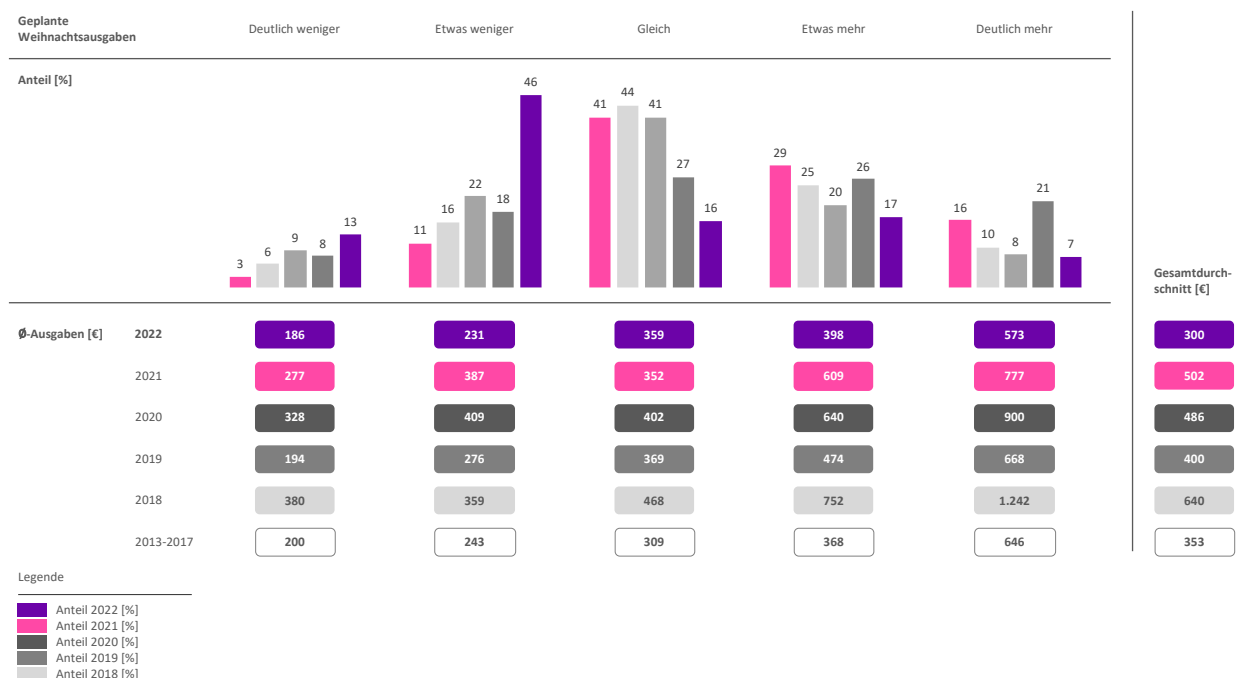 Geplante
Weihnachtsausgaben
Deutlich weniger
Etwas weniger
Gleich
Etwas mehr
Deutlich mehr
Anteil [%]
3
6
9
8
13
11
16
22
18
46
41
44
41
27
16
29
25
20
26
17
16
10
8
21
7
Gesamtdurch-
schnitt [€]
Ø-Ausgaben [€] 2022 186 231 359 398 573 300
2021 277 387 352 609 777 502
2020 328 409 402 640 900 486
2019 194 276 369 474 668 400
2018 380 359 468 752 1.242 640
2013-2017 200 243 309 368 646 353
Legende
Anteil 2022 [%]
Anteil 2021 [%]
Anteil 2020 [%]
Anteil 2019 [%]
Anteil 2018 [%]